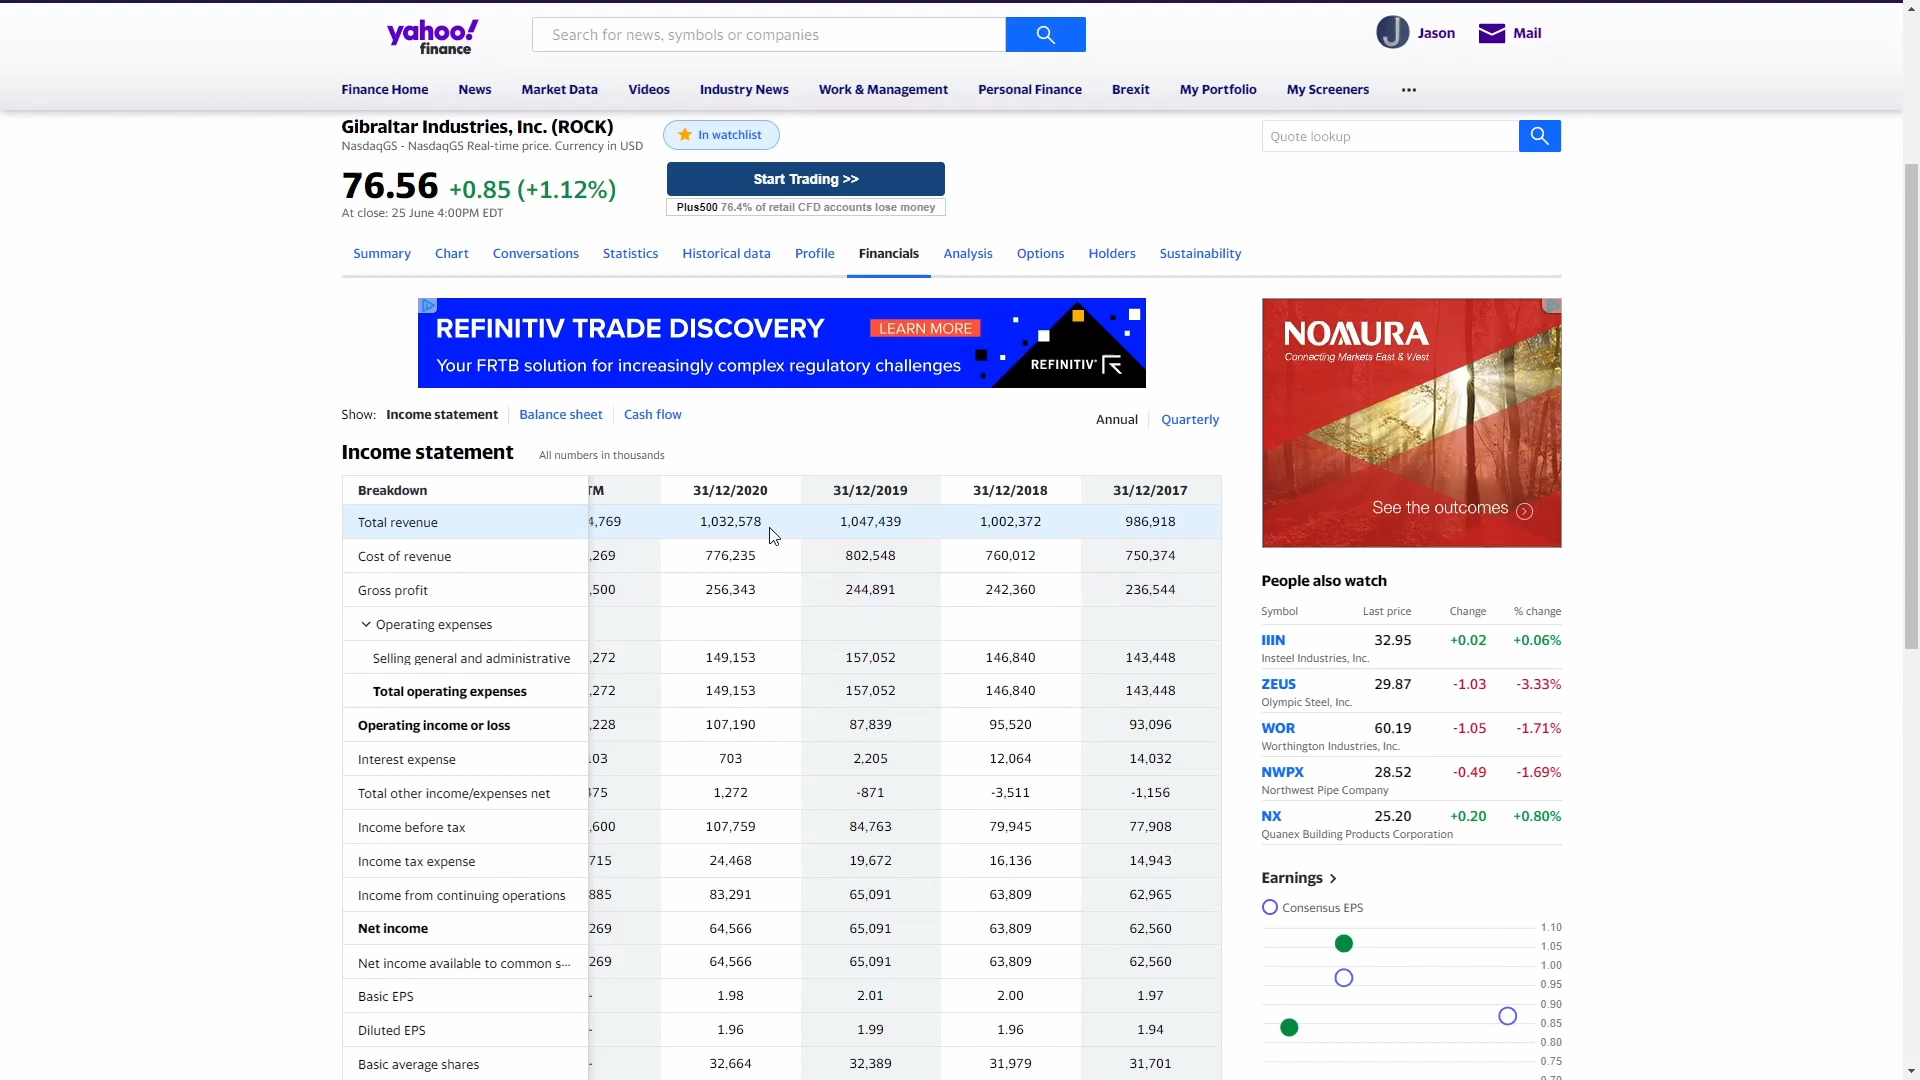 yahoo!
finance
Search for news, symbols or companies
Jason
Mail
Finance Home News Market Data Videos Industry News Work & Management Personal Finance Brexit My Portfolio My Screeners ...
Gibraltar Industries, Inc. (ROCK)
NasdaqGS - NasdaqGS Real-time price. Currency in USD
In watchlist
Quote lookup
76.56 +0.85 (+1.12%)
At close: 25 June 4:00PM EDT
Start Trading >>
Plus500 76.4% of retail CFD accounts lose money
Summary Chart Conversations Statistics Historical data Profile Financials Analysis Options Holders Sustainability
REFINITIV TRADE DISCOVERY LEARN MORE
Your FRTB solution for increasingly complex regulatory challenges
REFINITIV
NOMURA
Connecting Markets East & West
See the outcomes
Show: Income statement Balance sheet Cash flow
Annual Quarterly
Income statement All numbers in thousands
Breakdown TM 31/12/2020 31/12/2019 31/12/2018 31/12/2017
Total revenue 4,769 1,032,578 1,047,439 1,002,372 986,918
Cost of revenue ,269 776,235 802,548 760,012 750,374
Gross profit ,500 256,343 244,891 242,360 236,544
Operating expenses
Selling general and administrative ,272 149,153 157,052 146,840 143,448
Total operating expenses ,272 149,153 157,052 146,840 143,448
Operating income or loss ,228 107,190 87,839 95,520 93,096
Interest expense 03 703 2,205 12,064 14,032
Total other income/expenses net 475 1,272 -871 -3,511 -1,156
Income before tax ,600 107,759 84,763 79,945 77,908
Income tax expense 715 24,468 19,672 16,136 14,943
Income from continuing operations 885 83,291 65,091 63,809 62,965
Net income 269 64,566 65,091 63,809 62,560
Net income available to common s... 269 64,566 65,091 63,809 62,560
Basic EPS - 1.98 2.01 2.00 1.97
Diluted EPS - 1.96 1.99 1.96 1.94
Basic average shares - 32,664 32,389 31,979 31,701
People also watch
Symbol Last price Change % change
IIIN 32.95 +0.02 +0.06%
Insteel Industries, Inc.
ZEUS 29.87 -1.03 -3.33%
Olympic Steel, Inc.
WOR 60.19 -1.05 -1.71%
Worthington Industries, Inc.
NWPX 28.52 -0.49 -1.69%
Northwest Pipe Company
NX 25.20 +0.20 +0.80%
Quanex Building Products Corporation
Earnings
Consensus EPS
1.10
1.05
1.00
0.95
0.90
0.85
0.80
0.75